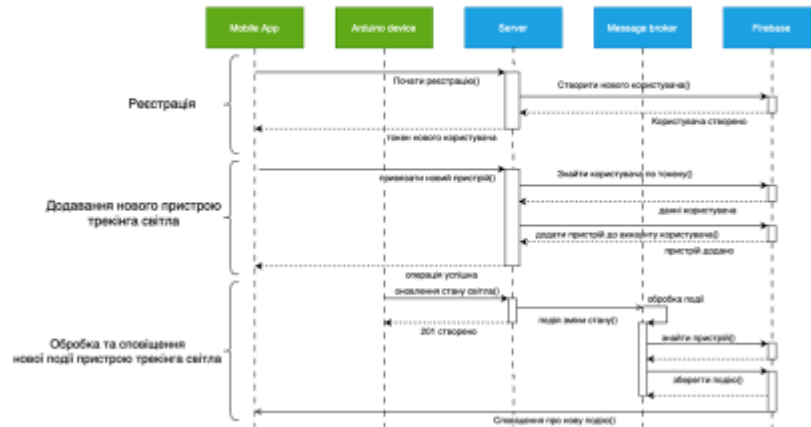 Mobile App
Arduino device
Server
Message broker
Firebase
Реєстрація
Почати реєстрацію()
Створити нового користувача()
Користувача створено
токен нового користувача
Додавання нового пристрою
трекінга світла
привязати новий пристрій()
Знайти користувача по токену()
данні користувача
додати пристрій до аккаунту користувача()
пристрій додано
операція успішна
Обробка та сповіщення
нової події пристрою трекінга світла
оновлення стану світла()
обробка події
подія зміни стану()
201 створено
знайти пристрій()
зберегти подію()
Сповіщення про нову подію()